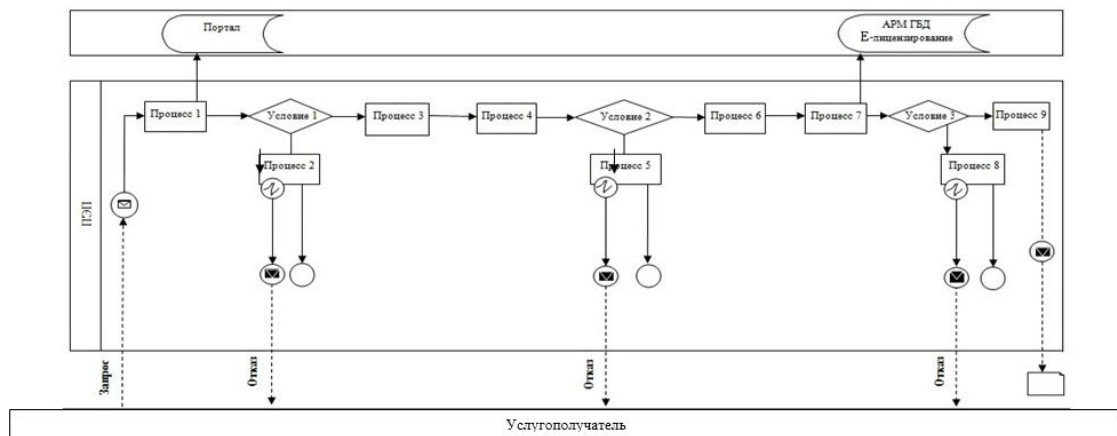 Портал
АРМ ГБД
Е-лицензирование
Процесс 1
Условие 1
Процесс 3
Процесс 4
Условие 2
Процесс 6
Процесс 7
Условие 3
Процесс 9
Процесс 2
Процесс 5
Процесс 8
ПЭП
Запрос
Отказ
Отказ
Отказ
Услугополучатель